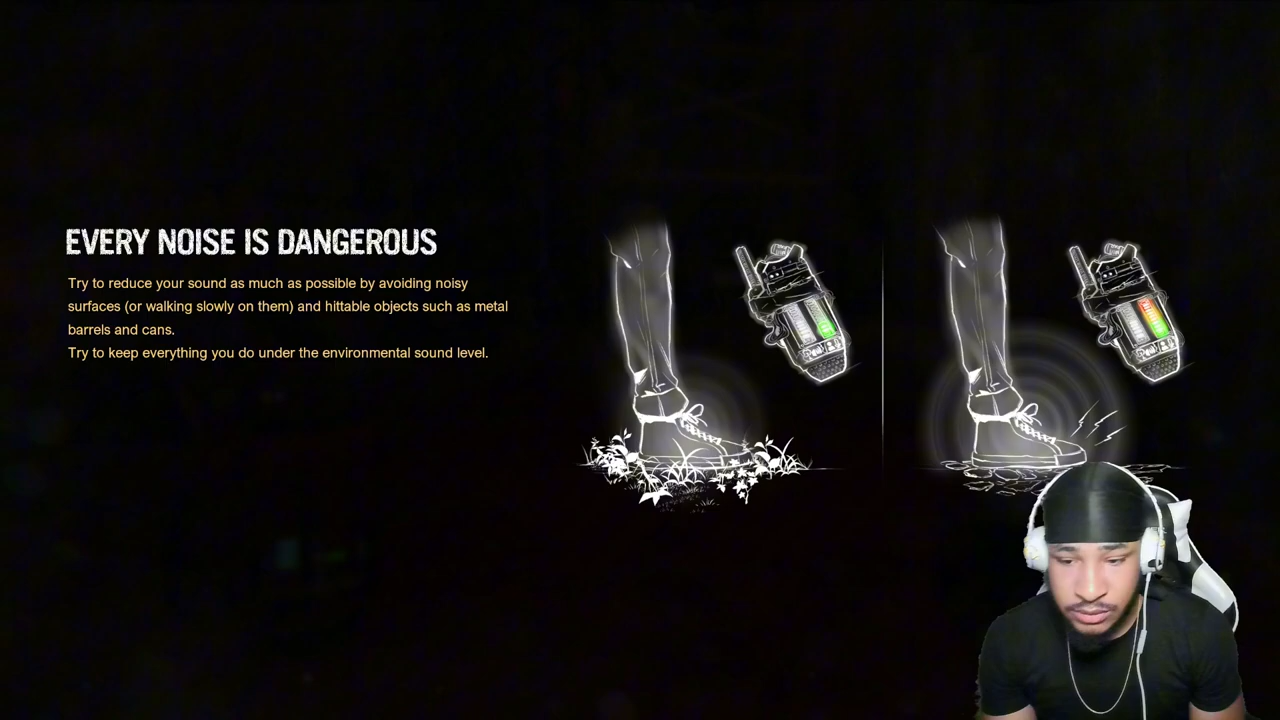 EVERY NOISE IS DANGEROUS
Try to reduce your sound as much as possible by avoiding noisy
surfaces (or walking slowly on them) and hittable objects such as metal
barrels and cans.
Try to keep everything you do under the environmental sound level.